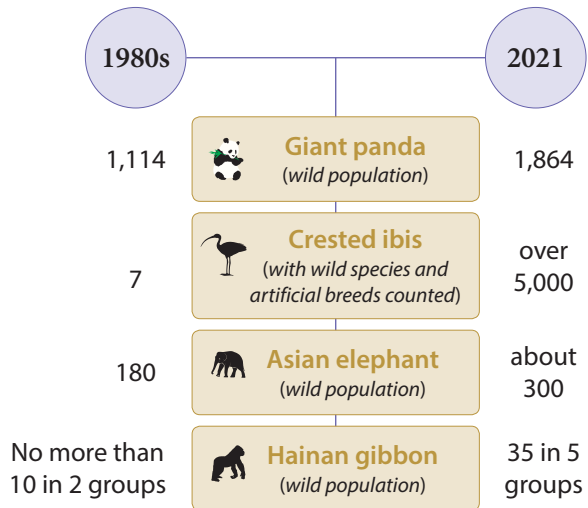 1980s
2021
1,114
Giant panda
(wild population)
1,864
7
Crested ibis
(with wild species and
artificial breeds counted)
over
5,000
180
Asian elephant
(wild population)
about
300
No more than
10 in 2 groups
Hainan gibbon
(wild population)
35 in 5
groups